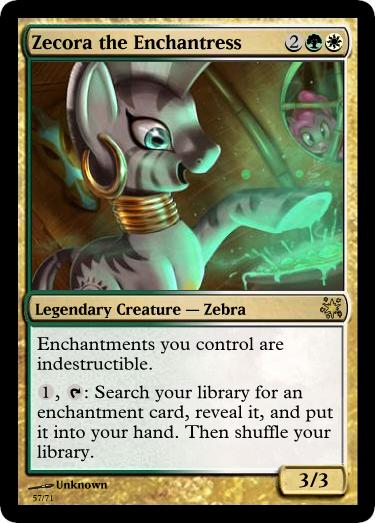 Zecora the Enchantress 2
Legendary Creature — Zebra
Enchantments you control are
indestructible.
1, : Search your library for an
enchantment card, reveal it, and put
it into your hand. Then shuffle your
library.
3/3
Unknown
57/71